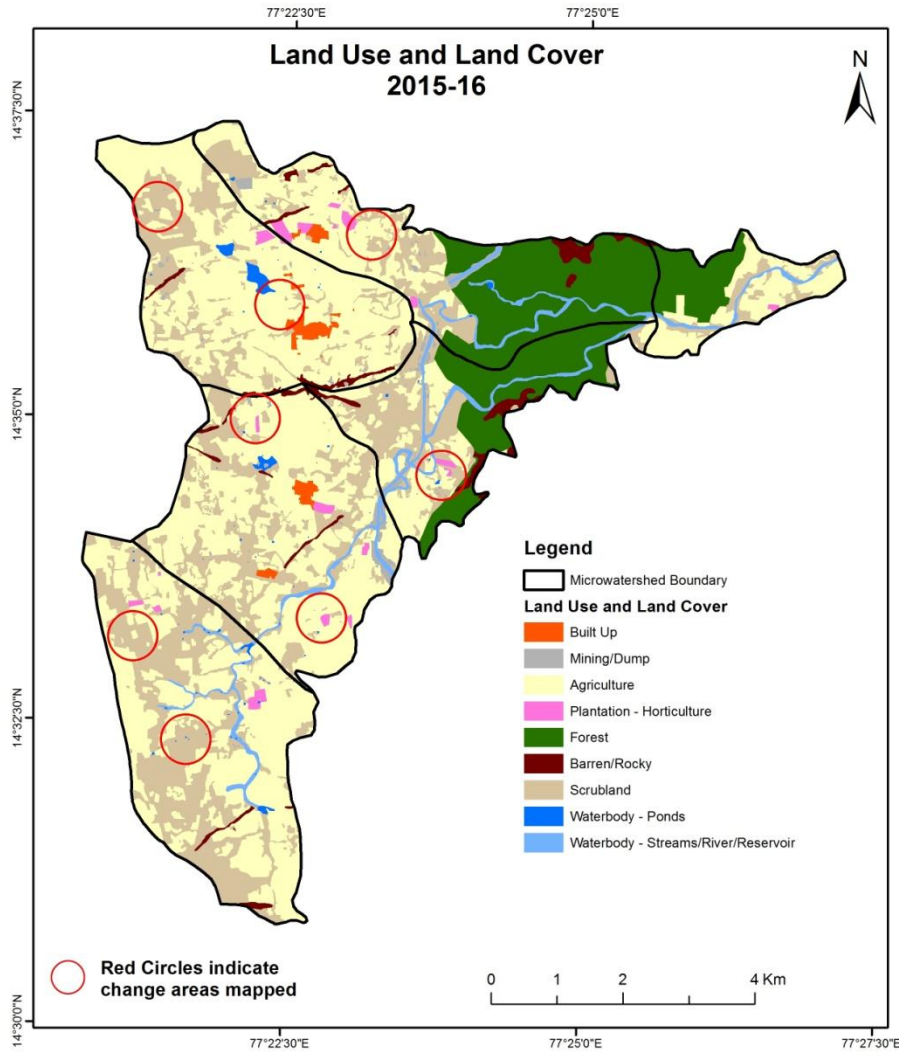 77°22'30"E
77°25'0"E
Land Use and Land Cover
2015-16
N
14°37'30"N
14°35'0"N
14°32'30"N
14°30'0"N
Legend
Microwatershed Boundary
Land Use and Land Cover
Built Up
Mining/Dump
Agriculture
Plantation - Horticulture
Forest
Barren/Rocky
Scrubland
Waterbody - Ponds
Waterbody - Streams/River/Reservoir
Red Circles indicate
change areas mapped
0 1 2 4 Km
77°22'30"E
77°25'0"E
77°27'30"E